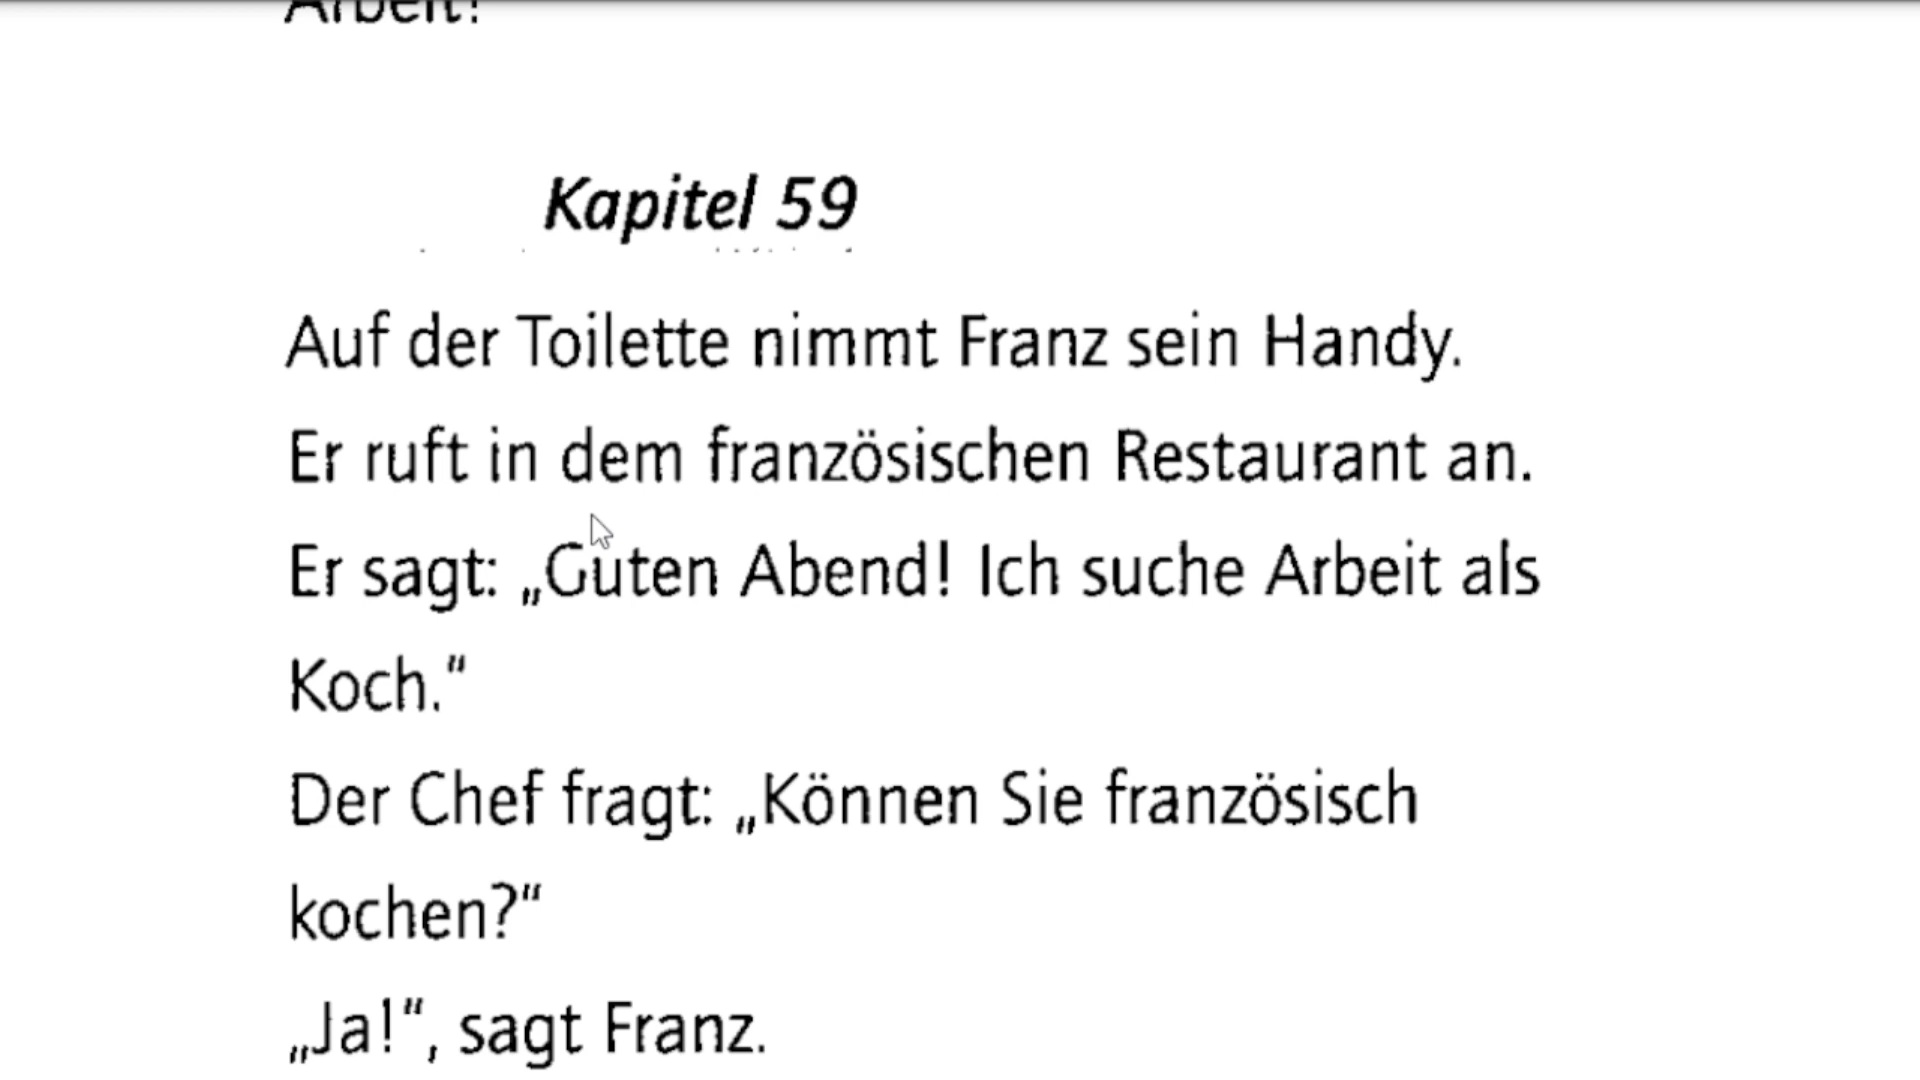 Arbeit!
Kapitel 59
Auf der Toilette nimmt Franz sein Handy.
Er ruft in dem französischen Restaurant an.
Er sagt: „Guten Abend! Ich suche Arbeit als
Koch.“
Der Chef fragt: „Können Sie französisch
kochen?“
„Ja!“, sagt Franz.